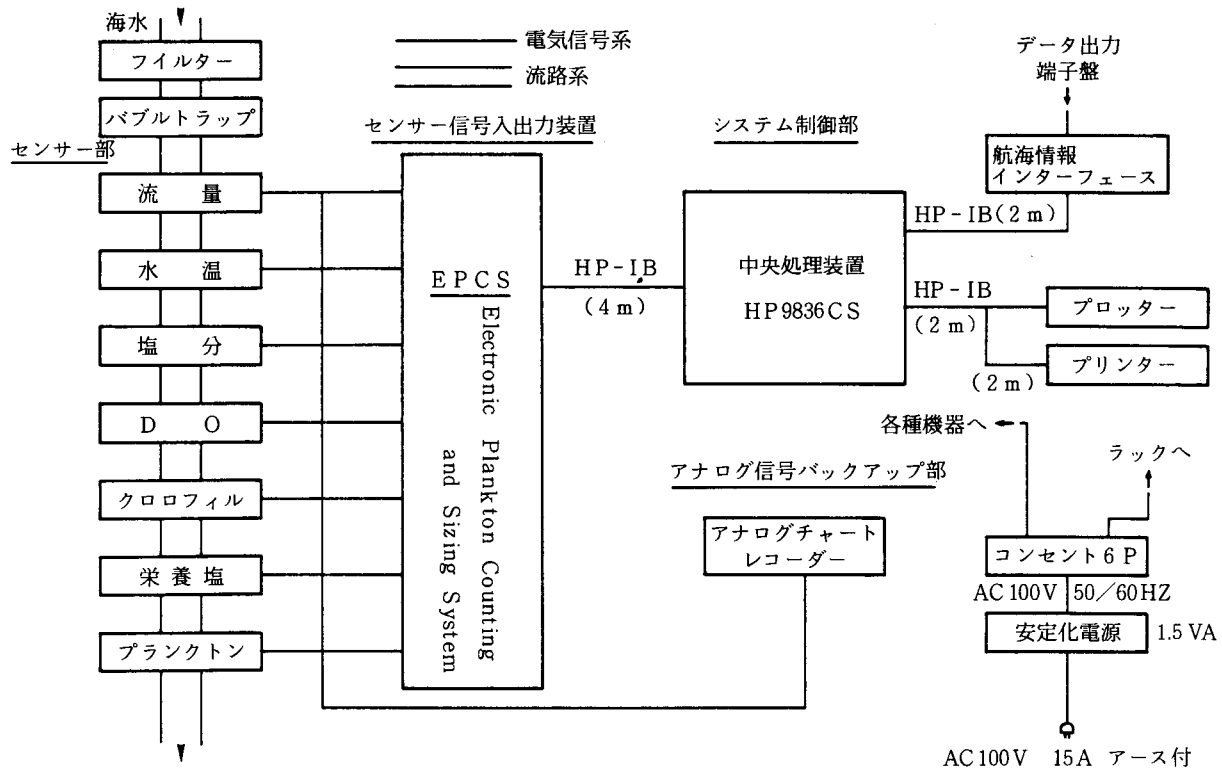 海水
フイルター
バブルトラップ
センサー部
流 量
水 温
塩 分
D O
クロロフィル
栄養塩
プランクトン
電気信号系
流路系
センサー信号入出力装置
EPCS
Electronic Plankton Counting
and Sizing System
HP-IB
(4m)
システム制御部
中央処理装置
HP9836CS
データ出力
端子盤
航海情報
インターフェース
HP-IB(2m)
HP-IB
(2m)
プロッター
プリンター
(2m)
アナログ信号バックアップ部
アナログチャート
レコーダー
各種機器へ
ラックへ
コンセント6P
AC100V 50/60HZ
安定化電源 1.5VA
AC100V 15A アース付